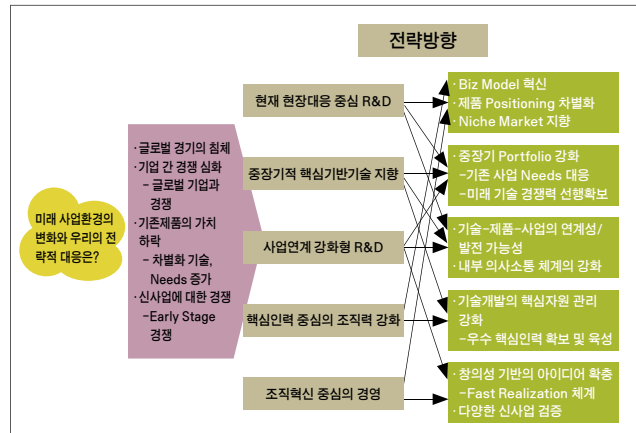 전략방향
미래 사업환경의
변화와 우리의 전
략적 대응은?
·글로벌 경기의 침체
·기업 간 경쟁 심화
– 글로벌 기업과
경쟁
·기존제품의 가치
하락
– 차별화 기술,
Needs 증가
·신사업에 대한 경쟁
–Early Stage
경쟁
현재 현장대응 중심 R&D
중장기적 핵심기반기술 지향
사업연계 강화형 R&D
핵심인력 중심의 조직력 강화
조직혁신 중심의 경영
· Biz Model 혁신
· 제품 Positioning 차별화
· Niche Market 지향
· 중장기 Portfolio 강화
–기존 사업 Needs 대응
–미래 기술 경쟁력 선행확보
· 기술-제품-사업의 연계성/
발전 가능성
· 내부 의사소통 체계의 강화
· 기술개발의 핵심자원 관리
강화
–우수 핵심인력 확보 및 육성
· 창의성 기반의 아이디어 확충
–Fast Realization 체계
· 다양한 신사업 검증